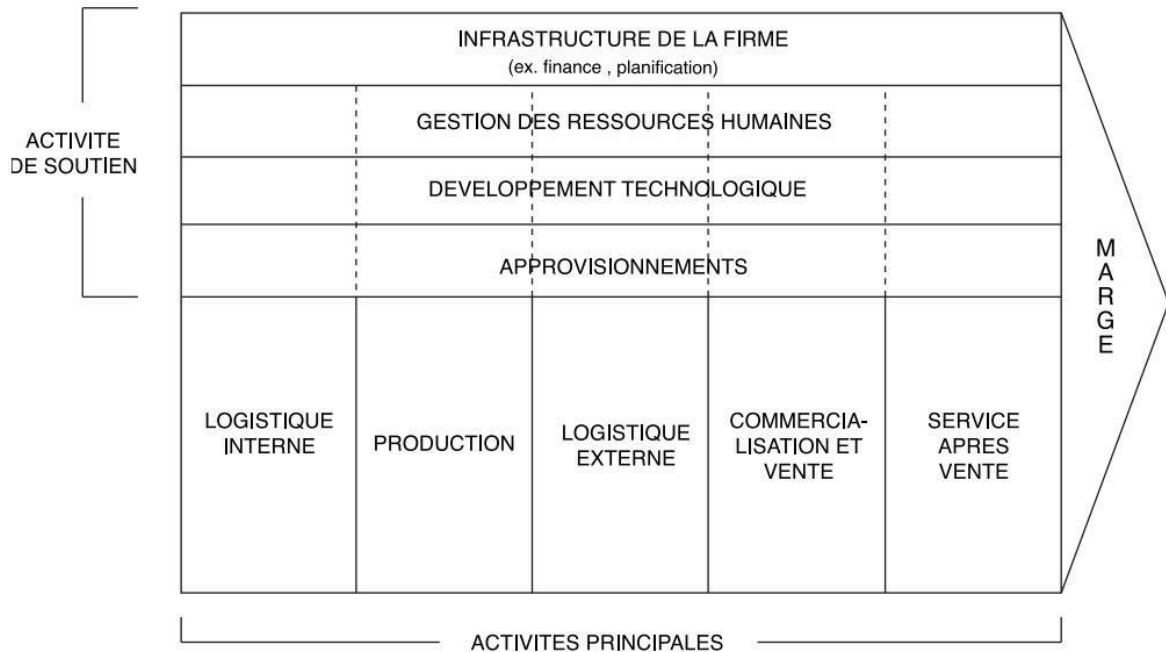 INFRASTRUCTURE DE LA FIRME
(ex. finance , planification)
GESTION DES RESSOURCES HUMAINES
ACTIVITE
DE SOUTIEN
DEVELOPPEMENT TECHNOLOGIQUE
APPROVISIONNEMENTS
MARGE
LOGISTIQUE
INTERNE
PRODUCTION
LOGISTIQUE
EXTERNE
COMMERCIA-
LISATION ET
VENTE
SERVICE
APRES
VENTE
ACTIVITES PRINCIPALES